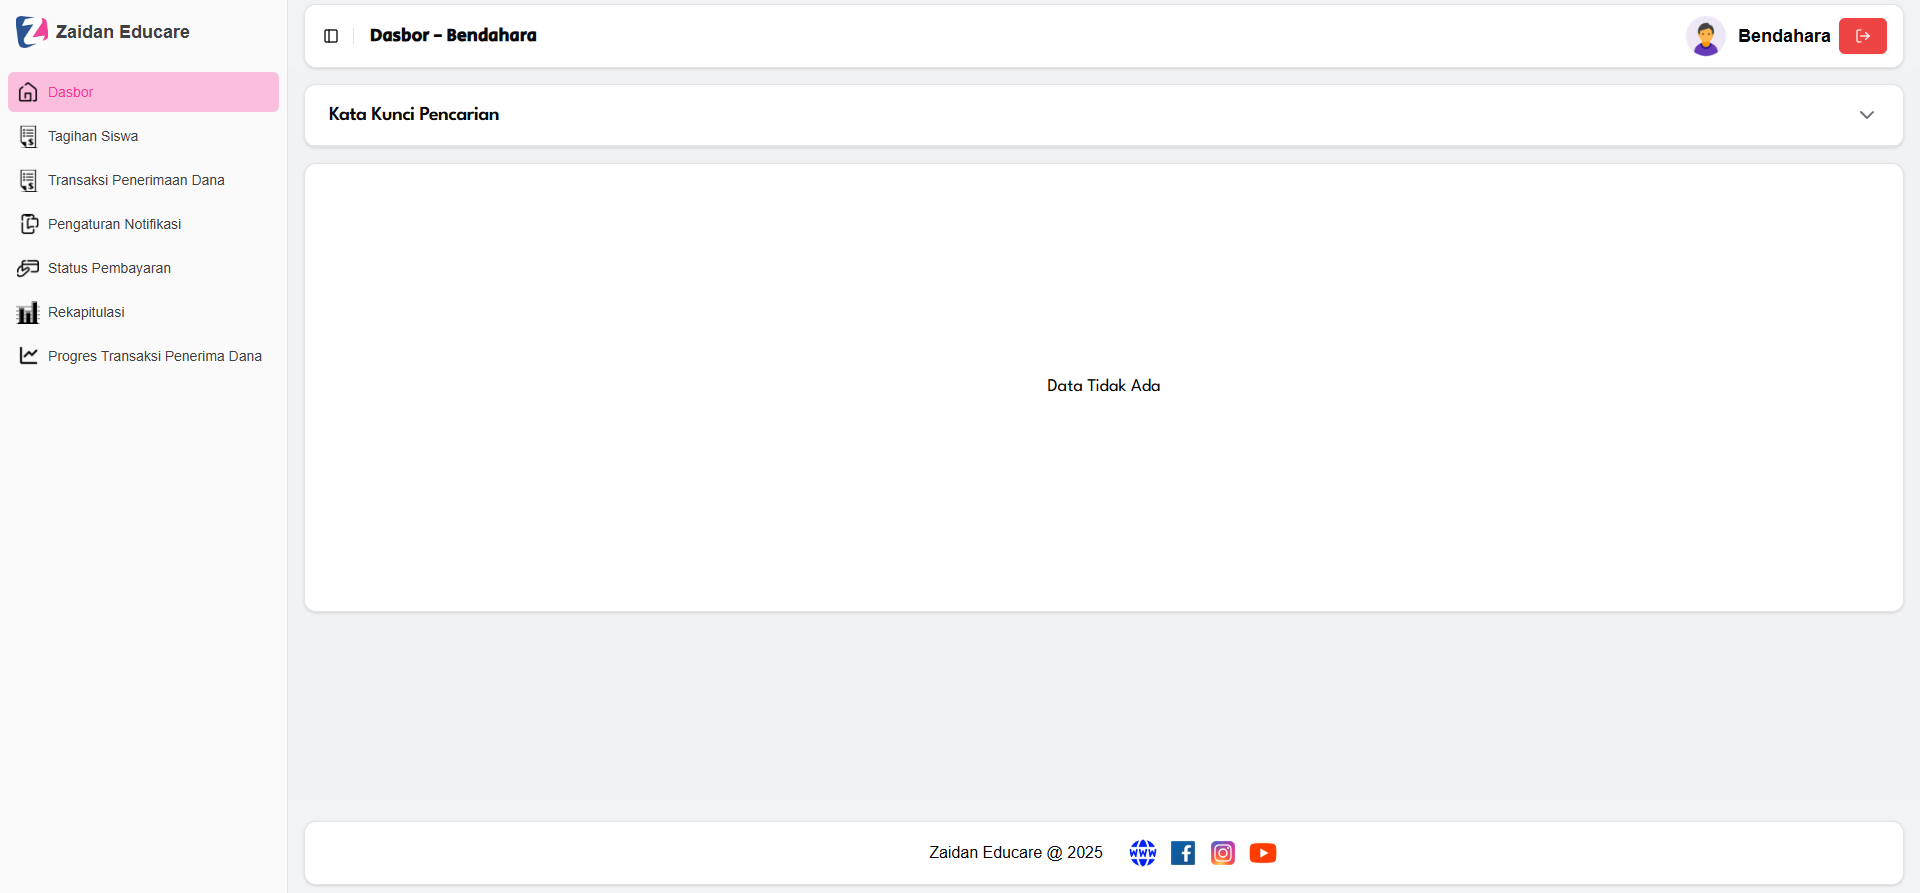 Zaidan Educare
Dasbor
Tagihan Siswa
Transaksi Penerimaan Dana
Pengaturan Notifikasi
Status Pembayaran
Rekapitulasi
Progres Transaksi Penerima Dana
Dasbor – Bendahara
Bendahara
Kata Kunci Pencarian
Data Tidak Ada
Zaidan Educare @ 2025
WWW